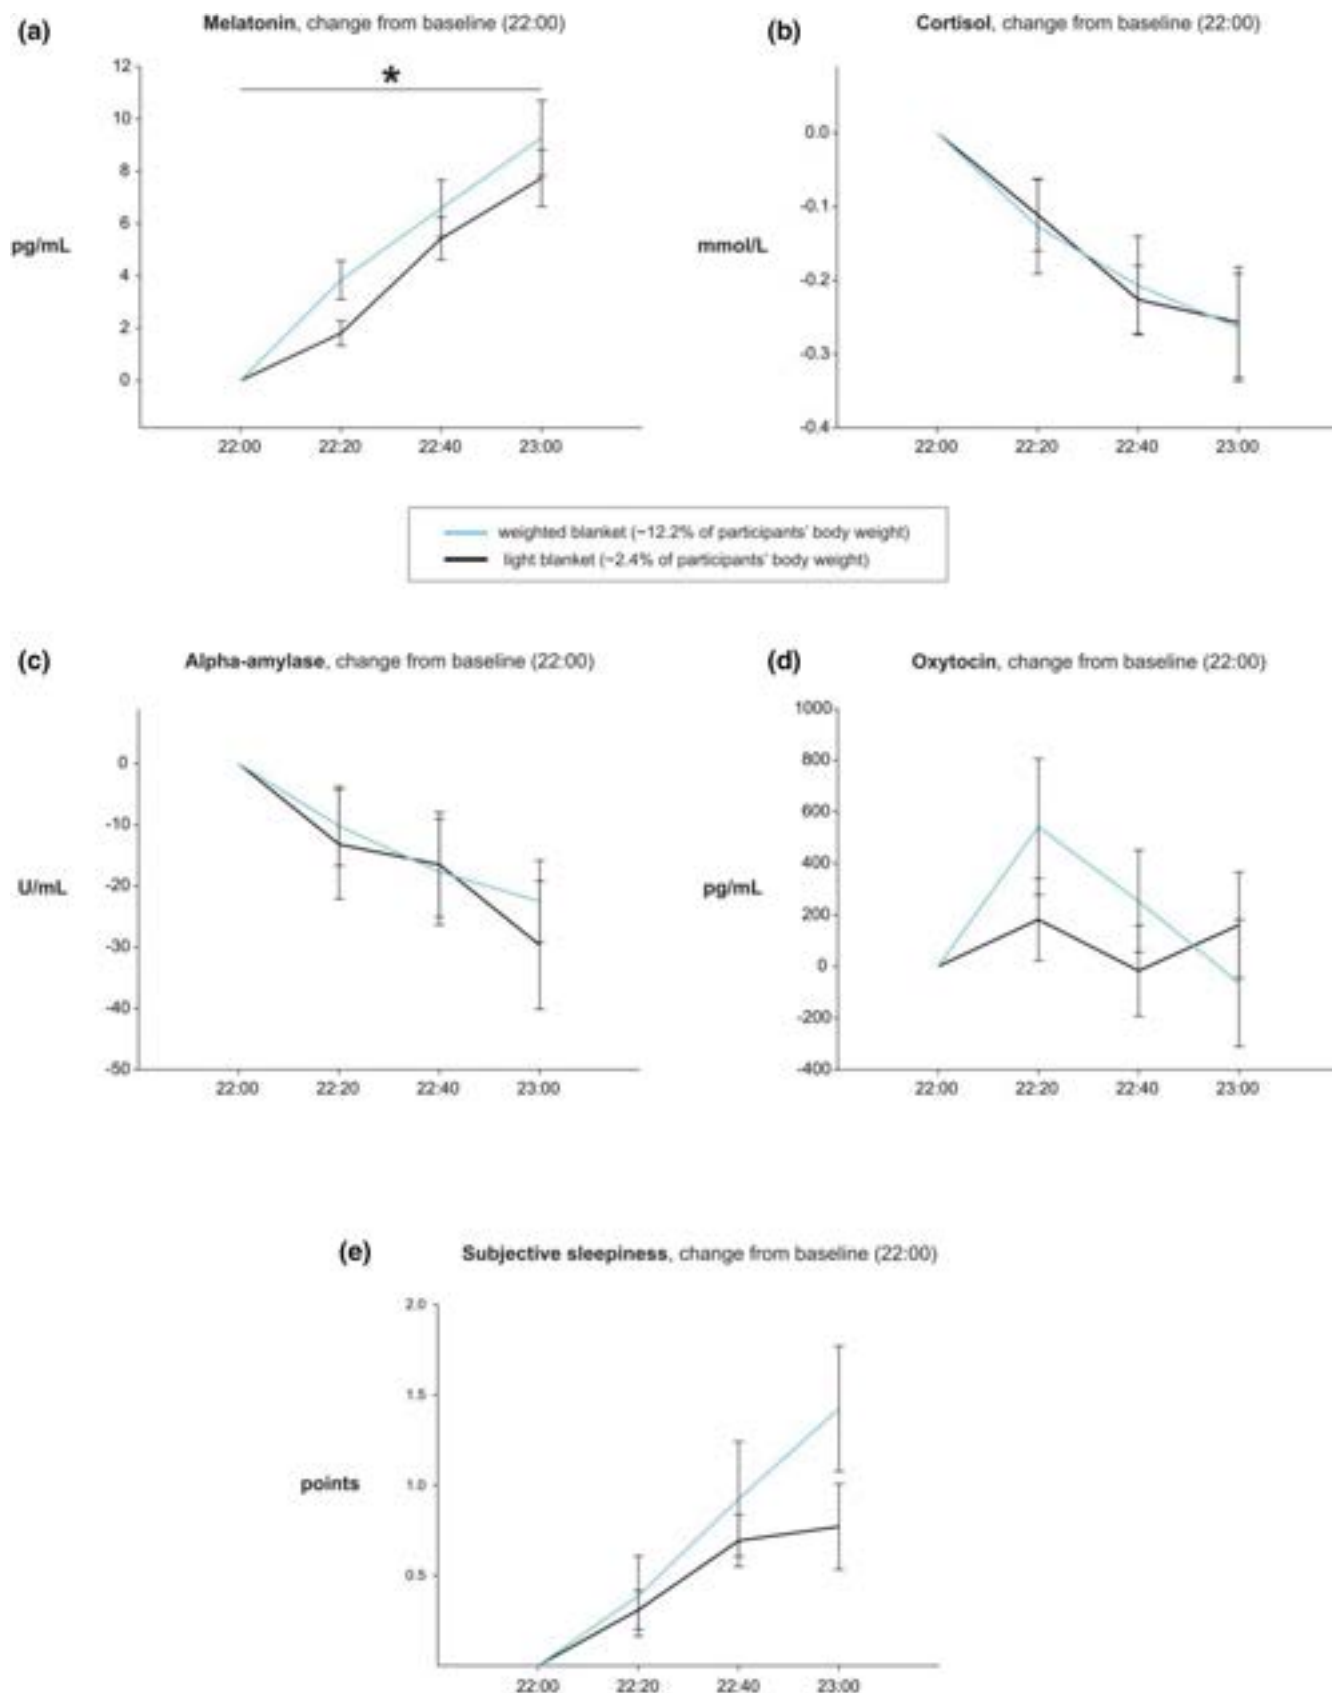 (a) Melatonin, change from baseline (22:00)
*
12
10
8
6
4
2
0
pg/mL
22:00 22:20 22:40 23:00
(b) Cortisol, change from baseline (22:00)
0.0
-0.1
-0.2
-0.3
-0.4
mmol/L
22:00 22:20 22:40 23:00
weighted blanket (~12.2% of participants' body weight)
light blanket (~2.4% of participants' body weight)
(c) Alpha-amylase, change from baseline (22:00)
0
-10
-20
-30
-40
-50
U/mL
22:00 22:20 22:40 23:00
(d) Oxytocin, change from baseline (22:00)
1000
800
600
400
200
0
-200
-400
pg/mL
22:00 22:20 22:40 23:00
(e) Subjective sleepiness, change from baseline (22:00)
2.0
1.5
1.0
0.5
points
22:00 22:20 22:40 23:00